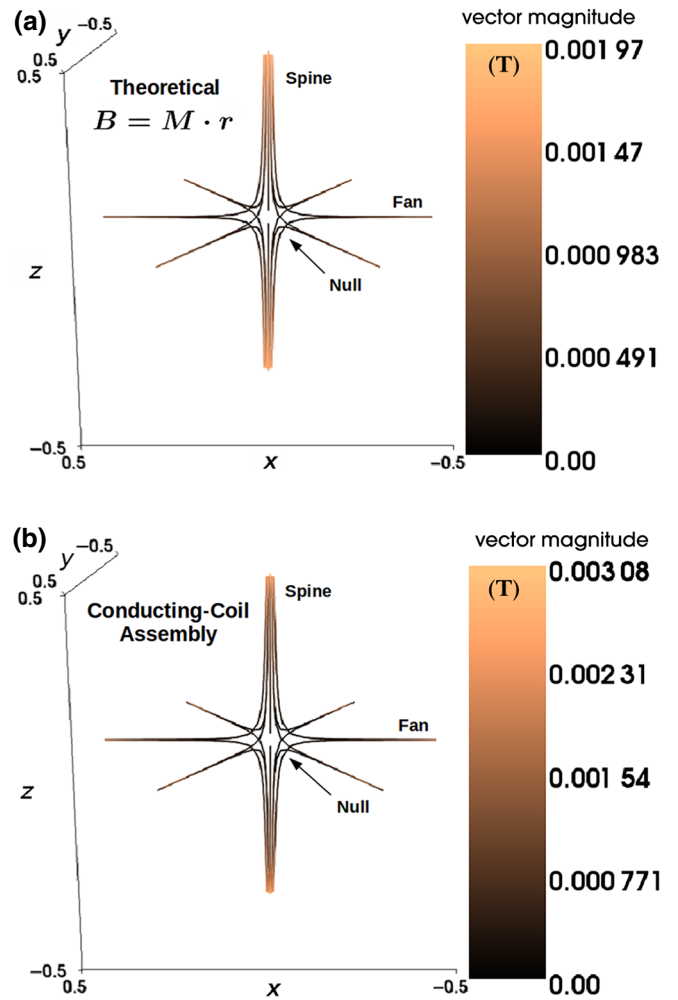 (a)
vector magnitude
y
−0.5
0.5
0.5
Theoretical
B = M · r
Spine
Fan
Null
z
−0.5
0.5
x
−0.5
(T)
0.001 97
0.001 47
0.000 983
0.000 491
0.00
(b)
vector magnitude
y
−0.5
0.5
0.5
Conducting-Coil
Assembly
Spine
Fan
Null
z
−0.5
0.5
x
−0.5
(T)
0.003 08
0.002 31
0.001 54
0.000 771
0.00